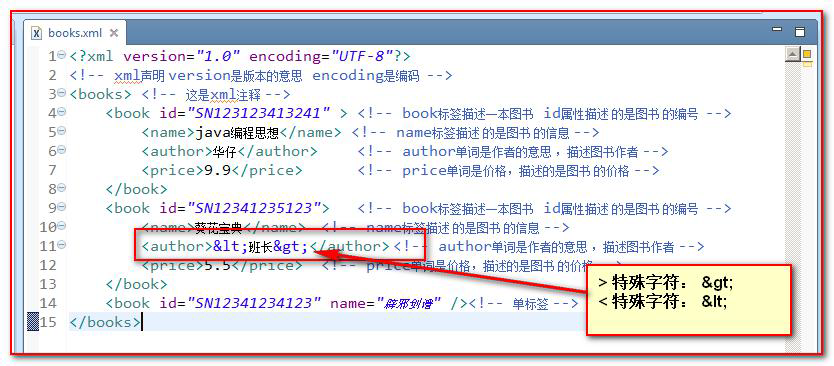 books.xml
1 <?xml version="1.0" encoding="UTF-8"?>
2 <!-- xml声明 version是版本的意思 encoding是编码 -->
3 <books> <!-- 这是xml注释 -->
4 <book id="SN123123413241" > <!-- book标签描述一本图书 id属性描述 的是图书 的编号 -->
5 <name>java编程思想</name> <!-- name标签描述 的是图书 的信息 -->
6 <author>华仔</author> <!-- author单词是作者的意思 ，描述图书作者 -->
7 <price>9.9</price> <!-- price单词是价格，描述的是图书 的价格 -->
8 </book>
9 <book id="SN12341235123"> <!-- book标签描述一本图书 id属性描述 的是图书 的编号 -->
10 <name>葵花宝典</name> <!-- name标签描述 的是图书 的信息 -->
11 <author>&lt;班长&gt;</author> <!-- author单词是作者的意思 ，描述图书作者 -->
12 <price>5.5</price> <!-- price单词是价格，描述的是图书 的价格
13 </book>
14 <book id="SN12341234123" name="辟邪剑谱" /><!-- 单标签 -->
15 </books>
> 特殊字符： &gt;
< 特殊字符： &lt;